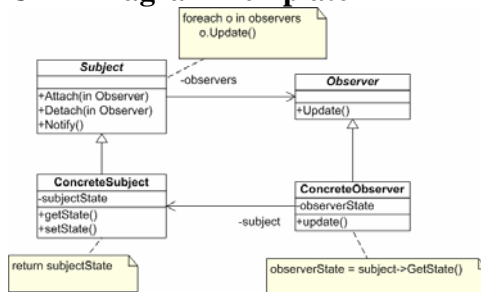 foreach o in observers
o.Update()
Subject
-observers
Observer
+Attach(in Observer)
+Detach(in Observer)
+Notify()
+Update()
ConcreteSubject
-subjectState
+getState()
+setState()
ConcreteObserver
-observerState
+update()
-subject
return subjectState
observerState = subject->GetState()